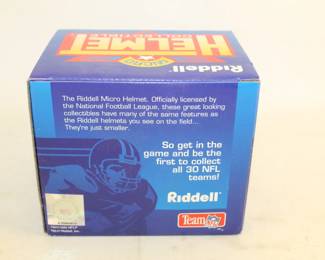 Riddell
COLLECTIBLE
HELMET
The Riddell Micro Helmet. Officially licensed by
the National Football League, these great looking
collectibles have many of the same features as
the Riddell helmets you see on the field...
They're just smaller.
So get in the
game and be the
first to collect
all 30 NFL
teams!
Riddell
Team